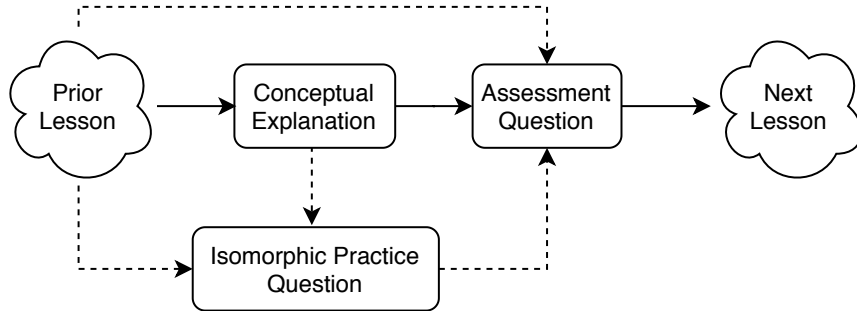 Prior
Lesson
Conceptual
Explanation
Assessment
Question
Next
Lesson
Isomorphic Practice
Question